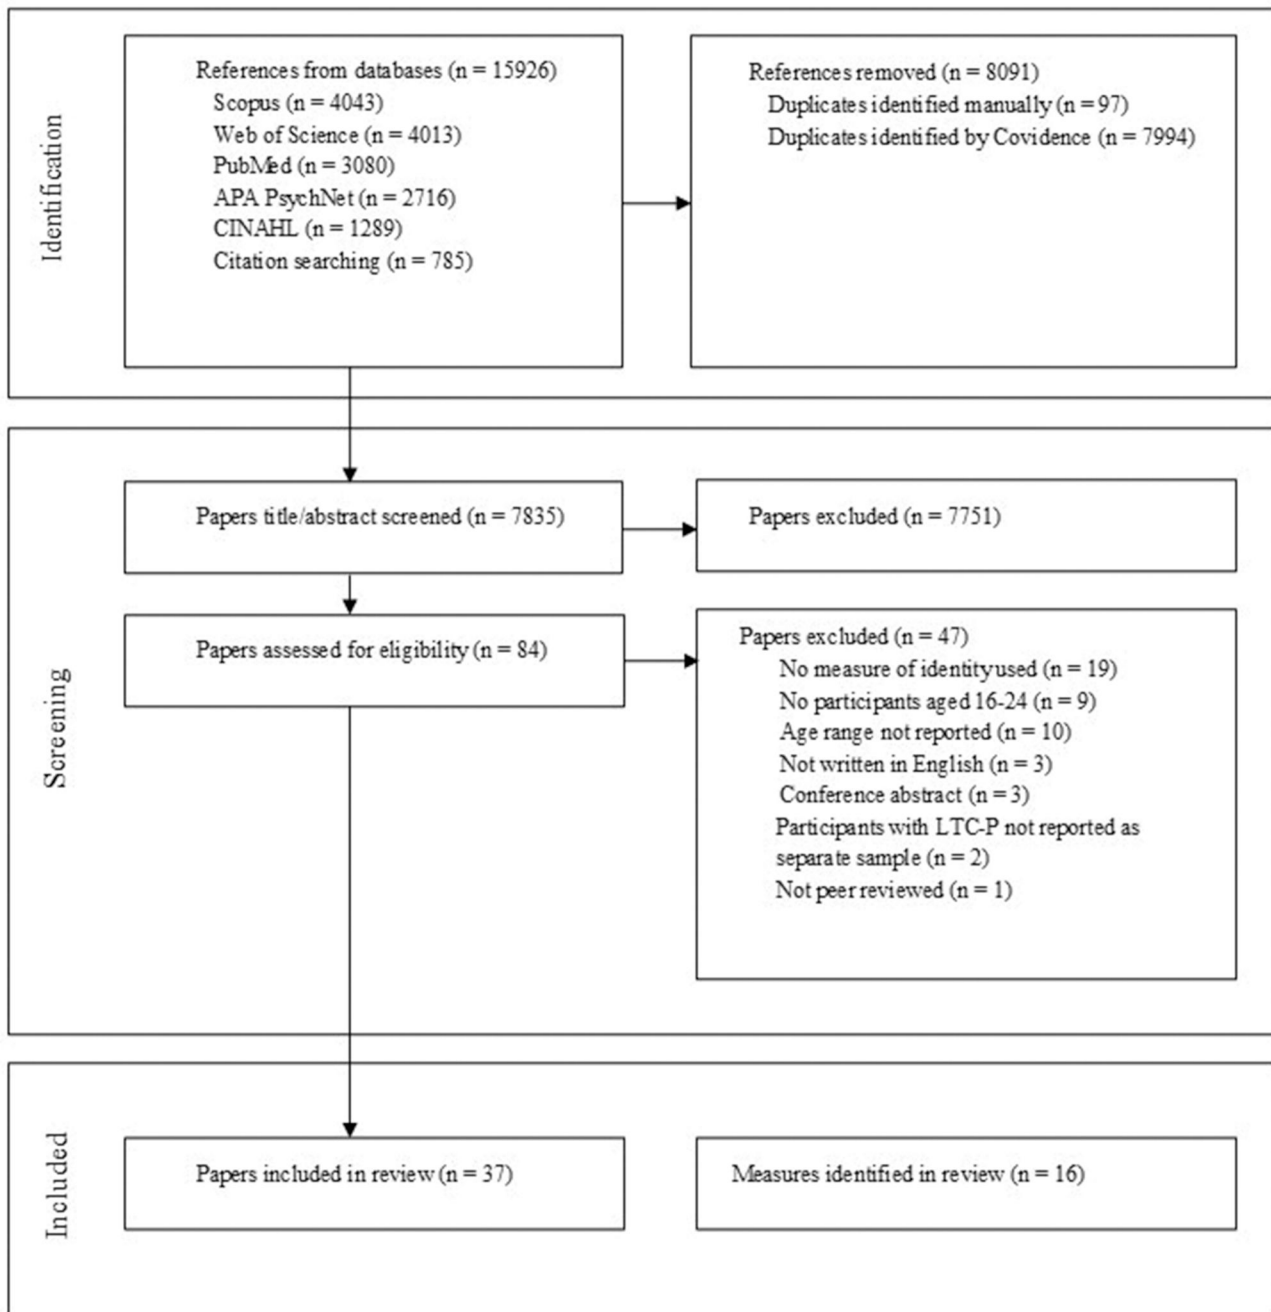 Identification
References from databases (n = 15926)
Scopus (n = 4043)
Web of Science (n = 4013)
PubMed (n = 3080)
APA PsychNet (n = 2716)
CINAHL (n = 1289)
Citation searching (n = 785)
References removed (n = 8091)
Duplicates identified manually (n = 97)
Duplicates identified by Covidence (n = 7994)
Screening
Papers title/abstract screened (n = 7835)
Papers excluded (n = 7751)
Papers assessed for eligibility (n = 84)
Papers excluded (n = 47)
No measure of identity used (n = 19)
No participants aged 16-24 (n = 9)
Age range not reported (n = 10)
Not written in English (n = 3)
Conference abstract (n = 3)
Participants with LTC-P not reported as
separate sample (n = 2)
Not peer reviewed (n = 1)
Included
Papers included in review (n = 37)
Measures identified in review (n = 16)